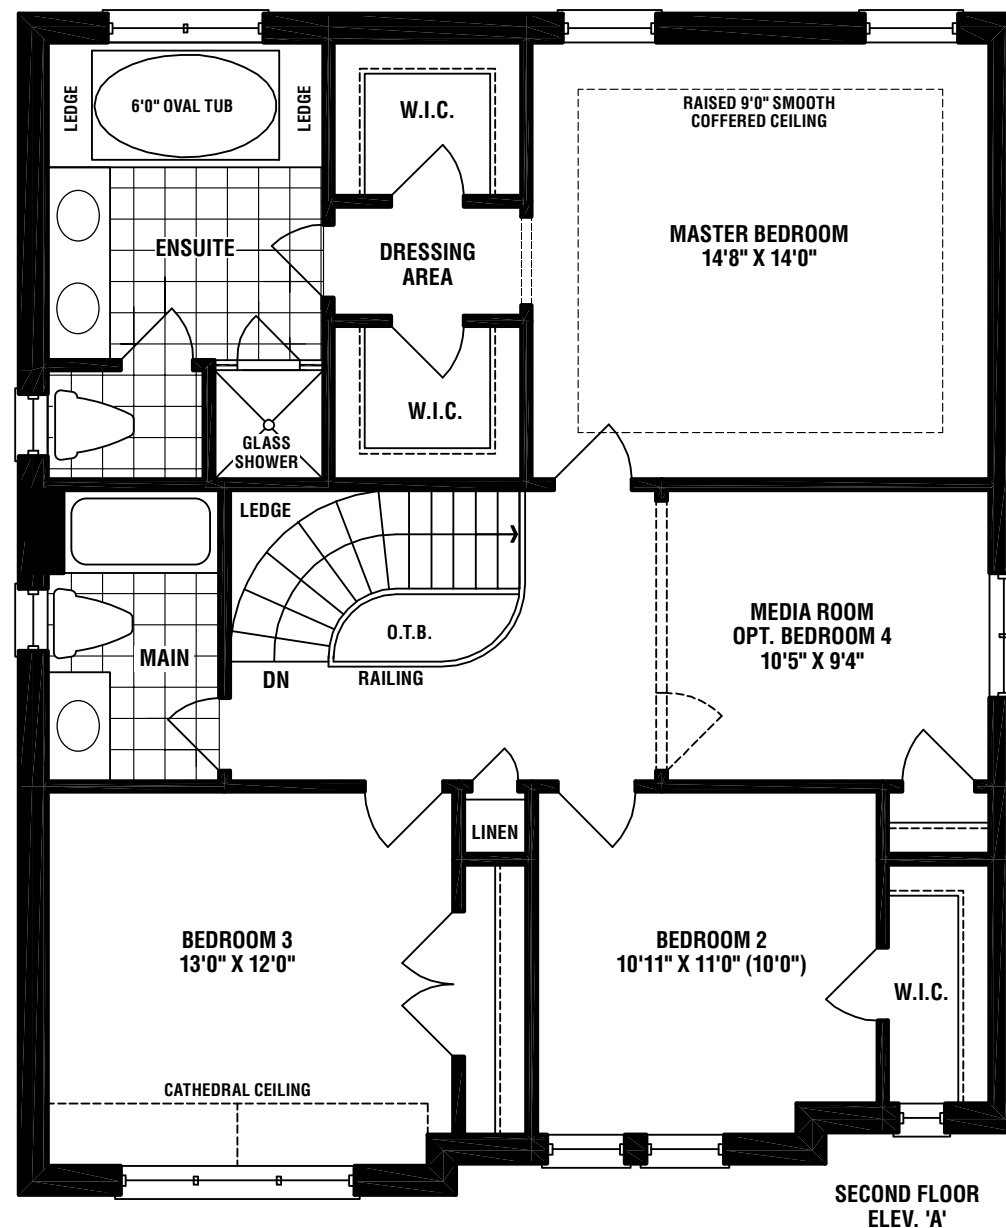 LEDGE
6'0" OVAL TUB
LEDGE
W.I.C.
RAISED 9'0" SMOOTH
COFFERED CEILING
ENSUITE
DRESSING
AREA
MASTER BEDROOM
14'8" X 14'0"
W.I.C.
GLASS
SHOWER
LEDGE
O.T.B.
MEDIA ROOM
OPT. BEDROOM 4
10'5" X 9'4"
MAIN
DN
RAILING
LINEN
BEDROOM 3
13'0" X 12'0"
BEDROOM 2
10'11" X 11'0" (10'0")
W.I.C.
CATHEDRAL CEILING
SECOND FLOOR
ELEV. 'A'